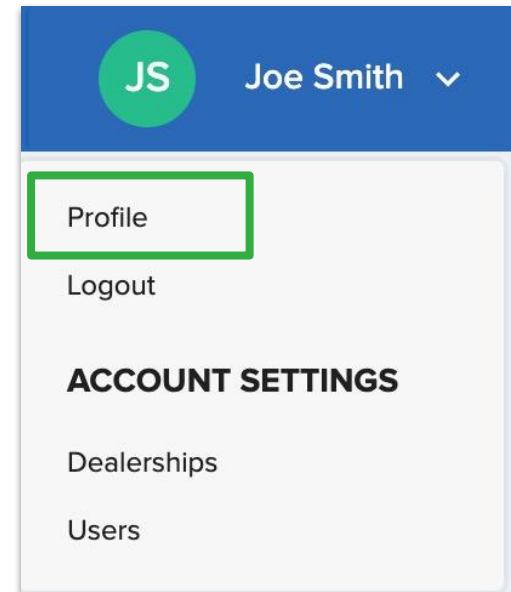 JS Joe Smith
Profile
Logout
ACCOUNT SETTINGS
Dealerships
Users